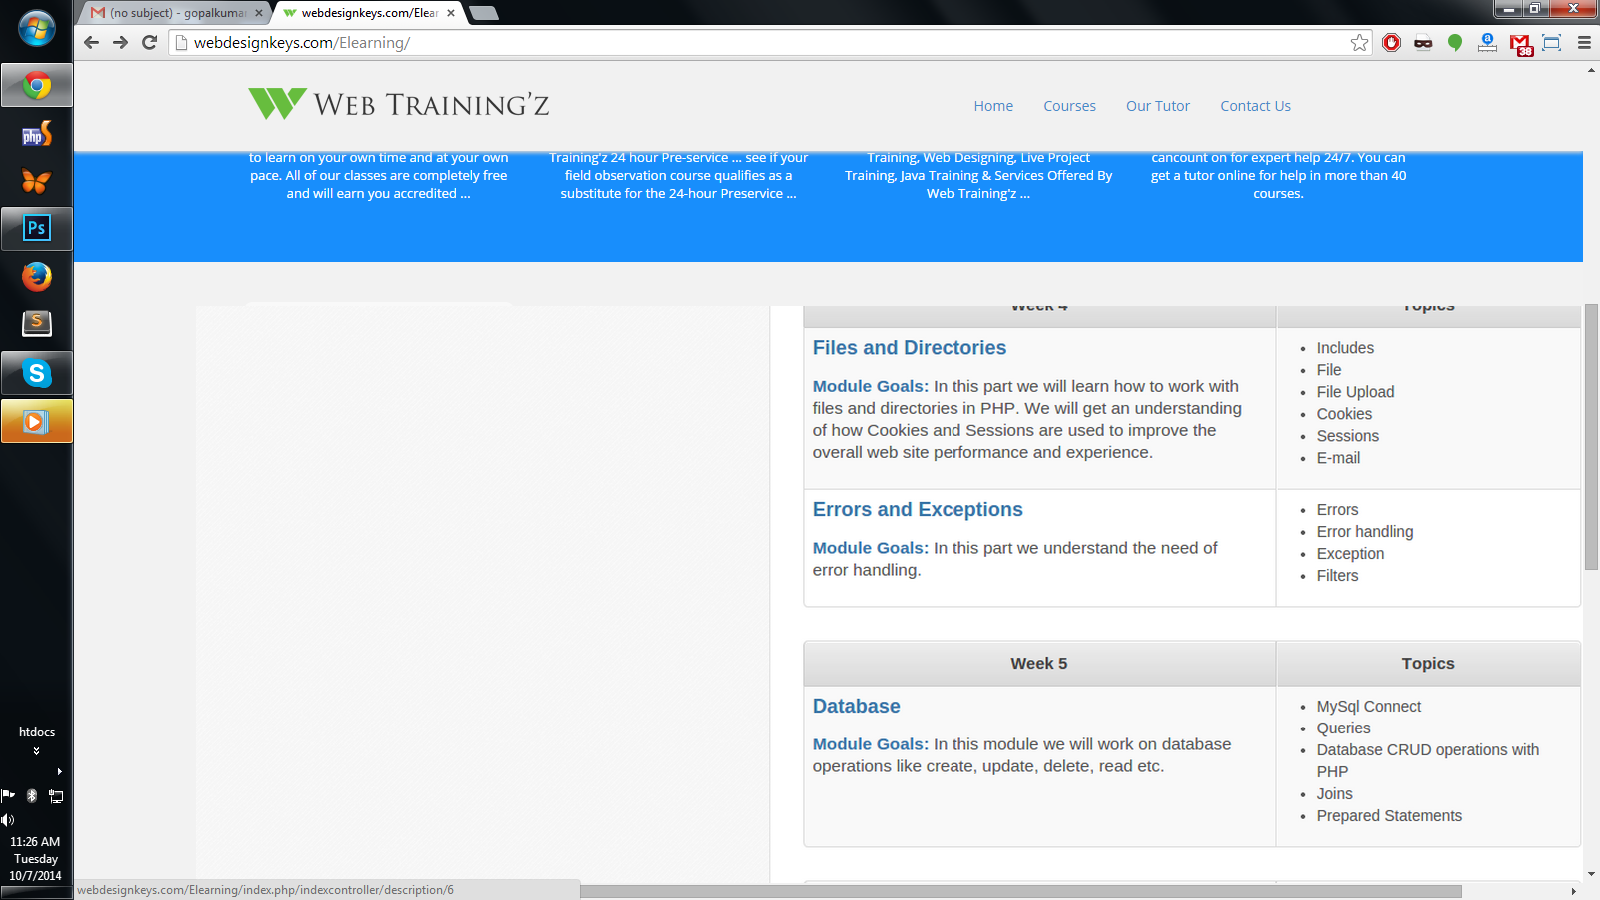 (no subject) - gopalkumar
webdesignkeys.com/Elear
webdesignkeys.com/Elearning/
38
WEB TRAINING'Z
Home
Courses
Our Tutor
Contact Us
to learn on your own time and at your own
pace. All of our classes are completely free
and will earn you accredited ...
Training'z 24 hour Pre-service ... see if your
field observation course qualifies as a
substitute for the 24-hour Preservice ...
Training, Web Designing, Live Project
Training, Java Training & Services Offered By
Web Training'z ...
cancount on for expert help 24/7. You can
get a tutor online for help in more than 40
courses.
Week 4
Topics
Files and Directories
Module Goals: In this part we will learn how to work with
files and directories in PHP. We will get an understanding
of how Cookies and Sessions are used to improve the
overall web site performance and experience.
• Includes
• File
• File Upload
• Cookies
• Sessions
• E-mail
Errors and Exceptions
Module Goals: In this part we understand the need of
error handling.
• Errors
• Error handling
• Exception
• Filters
Week 5
Topics
Database
Module Goals: In this module we will work on database
operations like create, update, delete, read etc.
• MySql Connect
• Queries
• Database CRUD operations with
PHP
• Joins
• Prepared Statements
php
Ps
S
S
htdocs
11:26 AM
Tuesday
10/7/2014
webdesignkeys.com/Elearning/index.php/indexcontroller/description/6